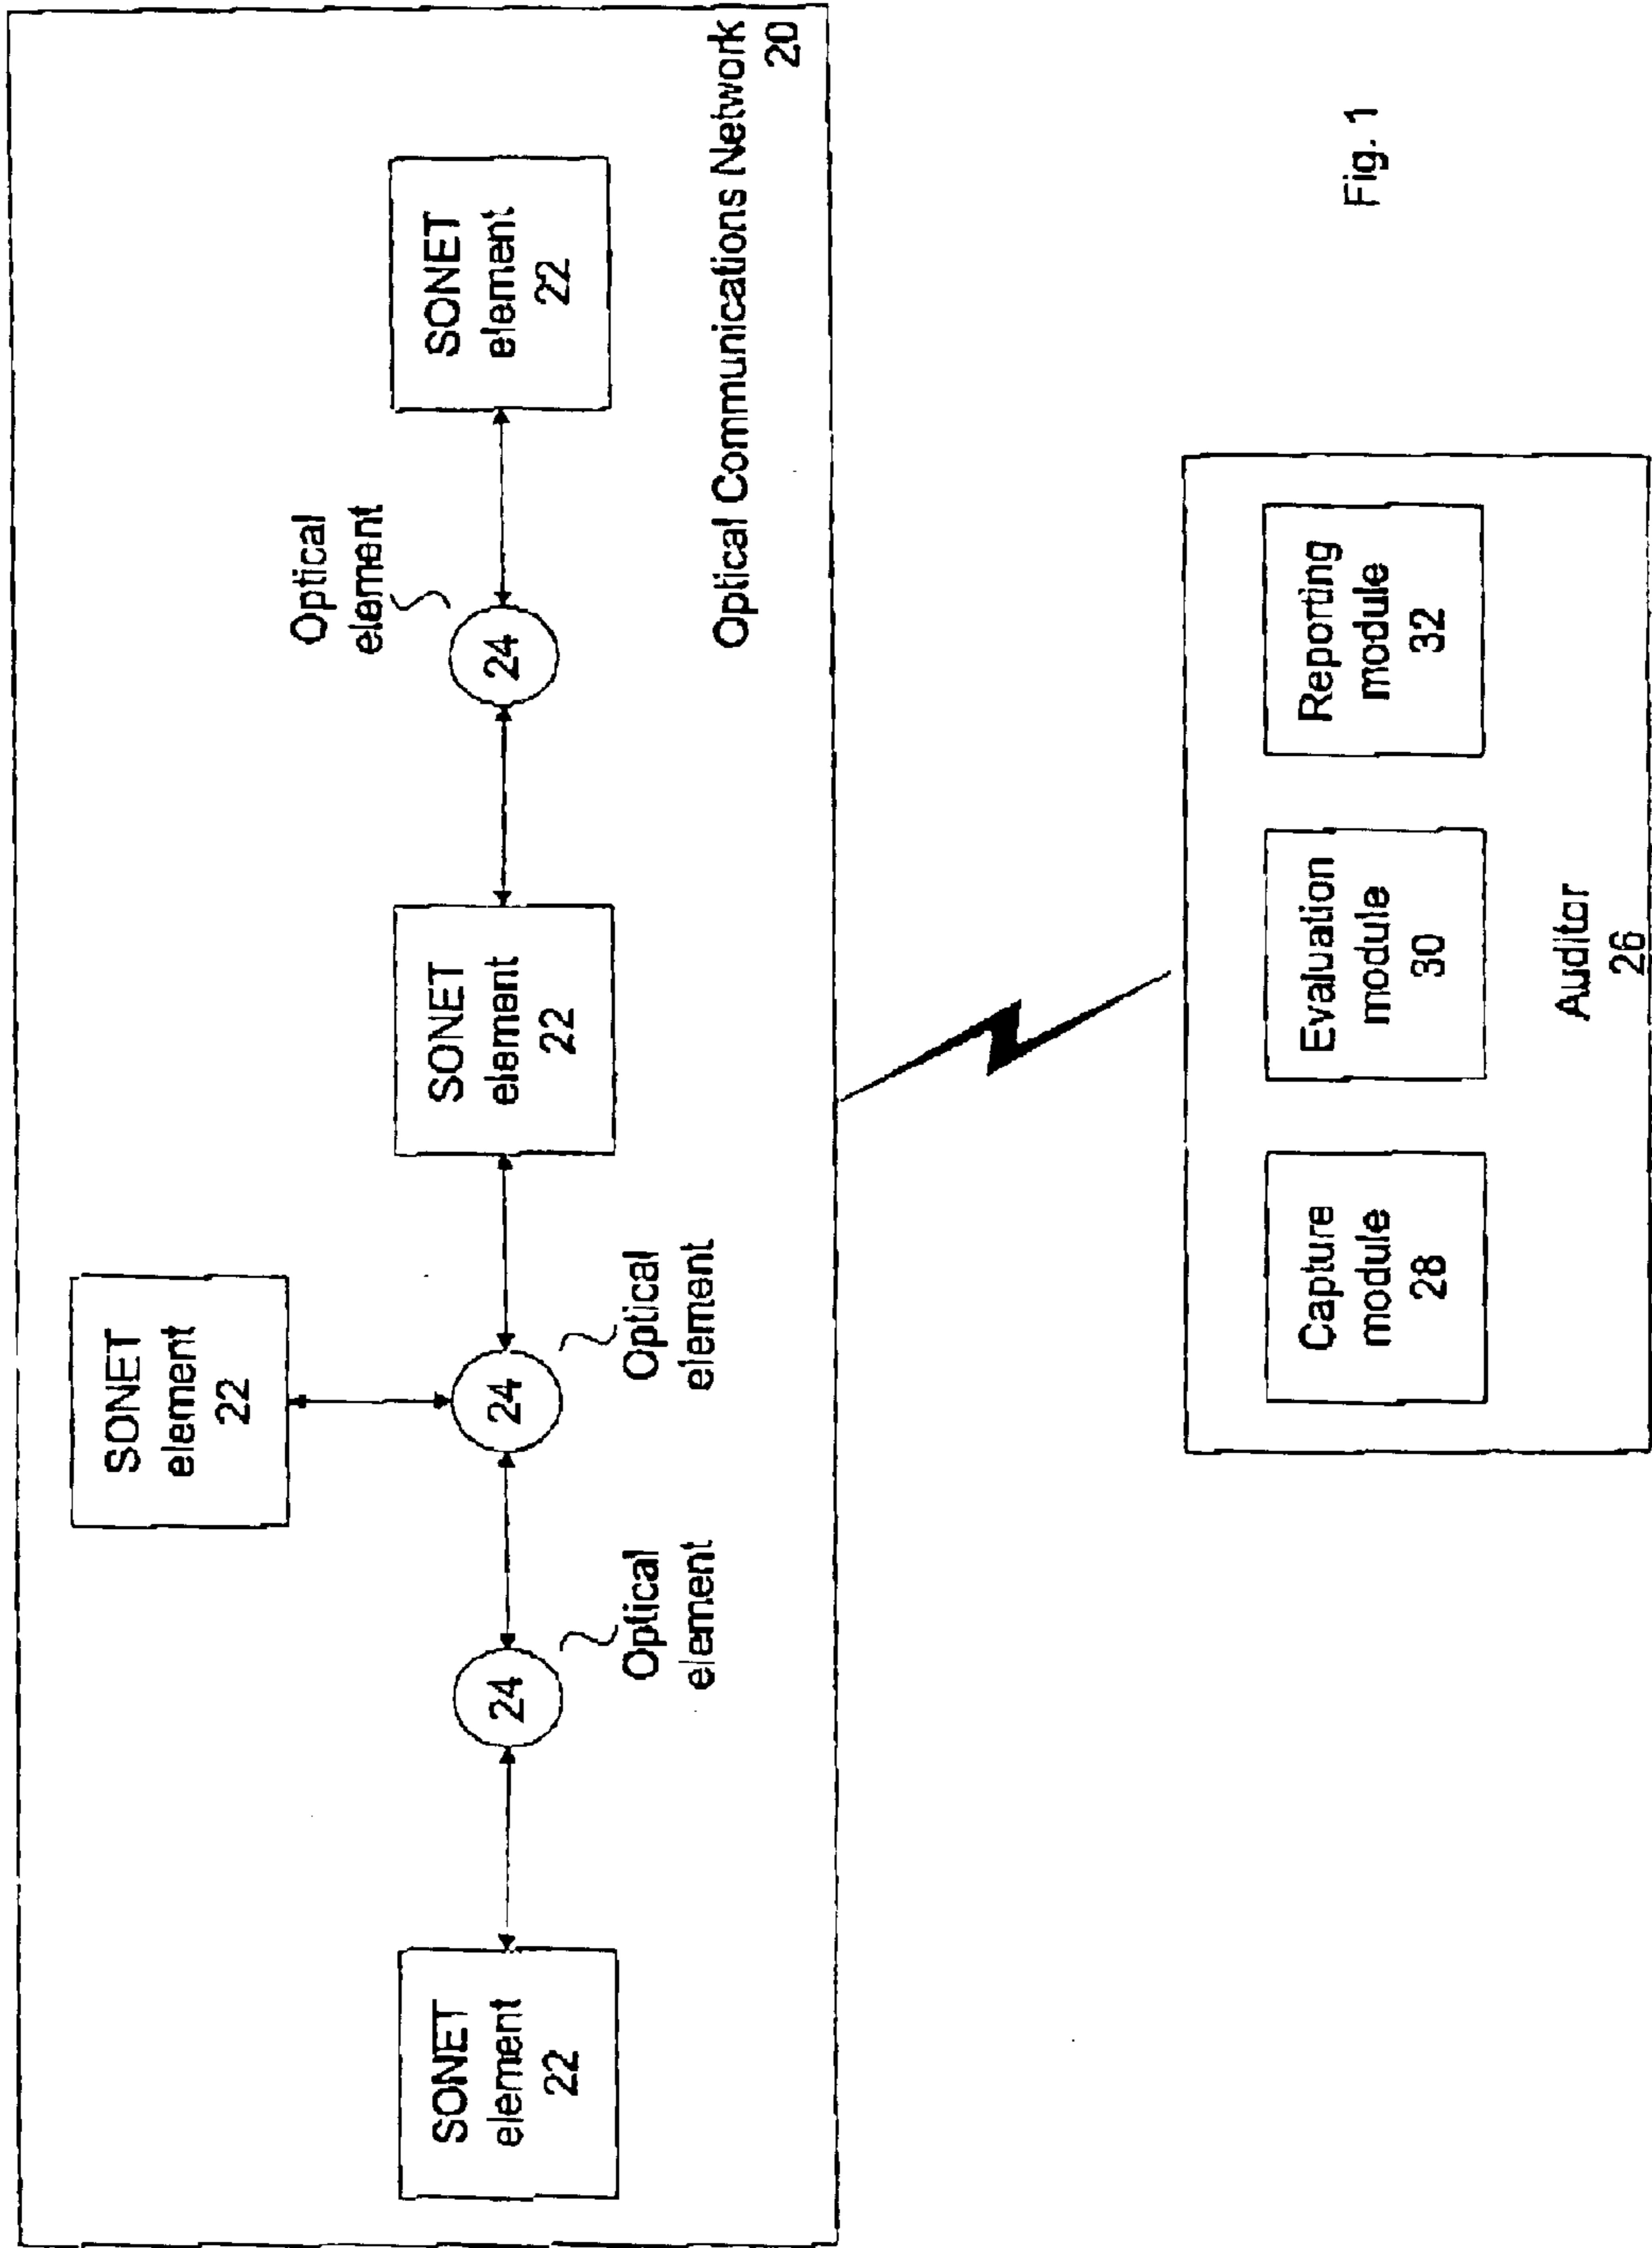 SONET
element
22
Optical
element
SONET
element
22
24
24
SONET
element
22
24
SONET
element
22
Optical
element
Optical
element
Optical Communications Network
20
Capture
module
28
Evaluation
module
30
Reporting
module
32
Auditor
26
Fig. 1